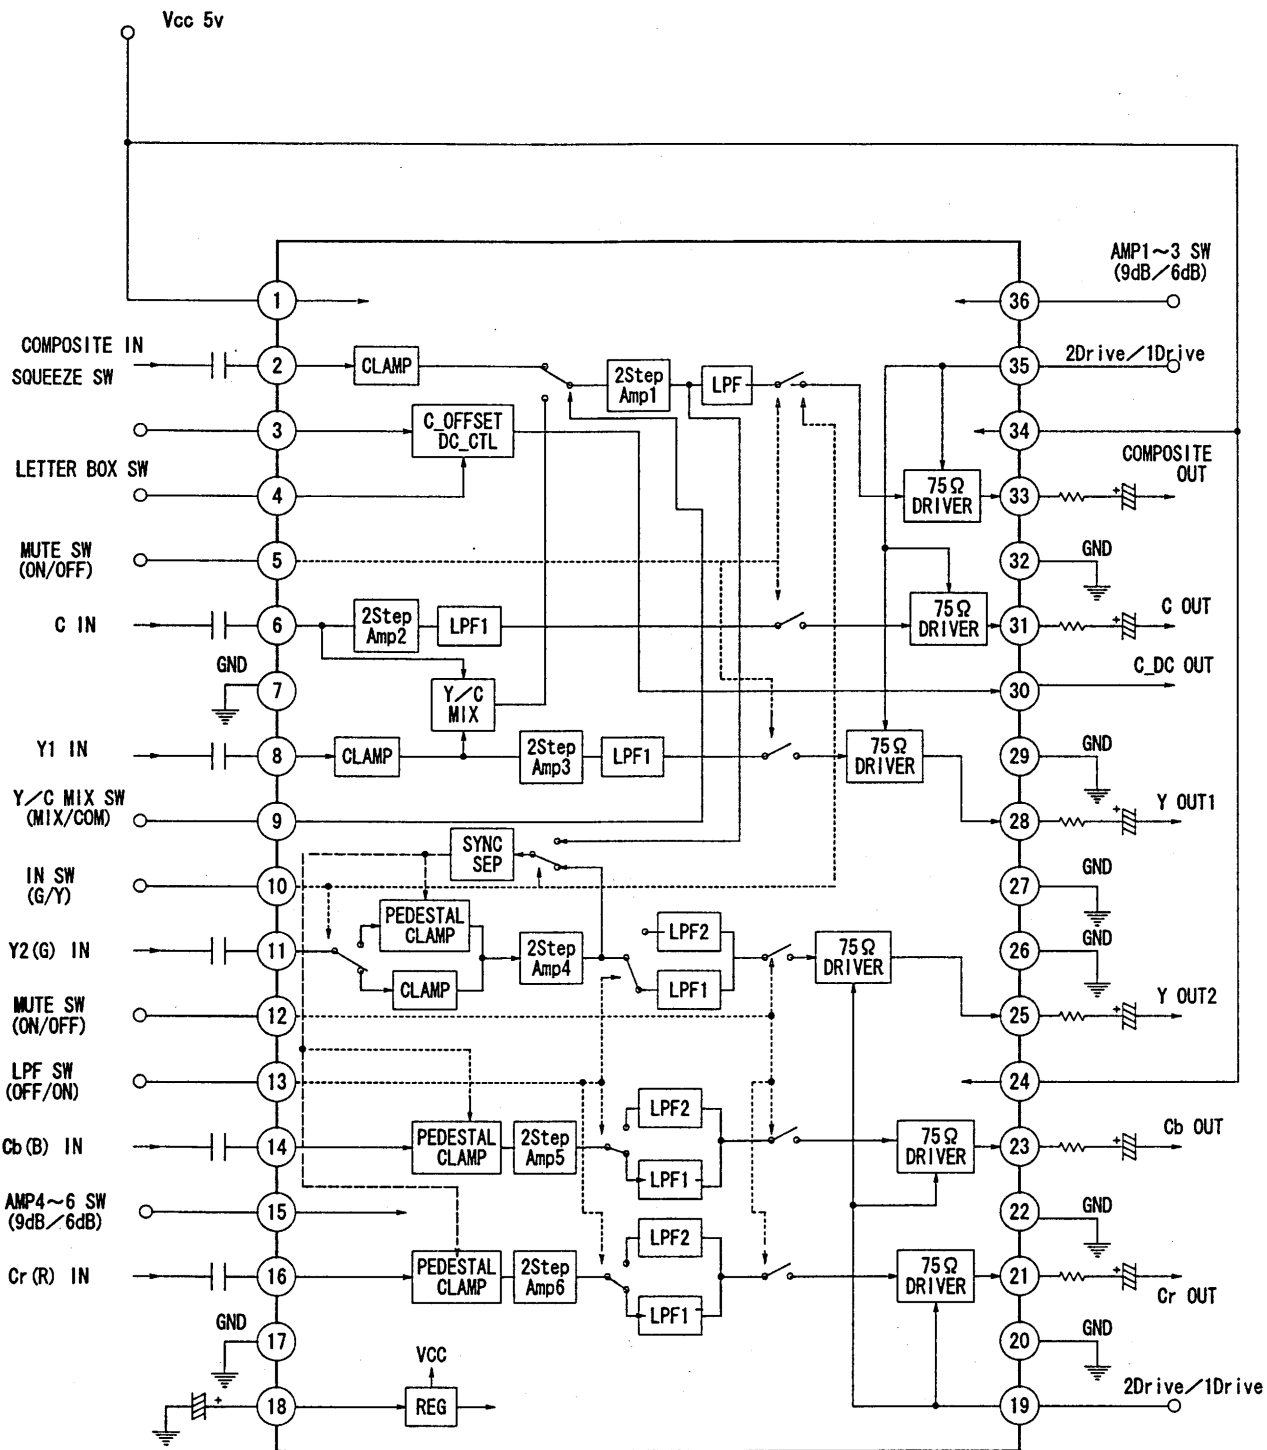 Vcc 5v
AMP1~3 SW
(9dB/6dB)
1
36
COMPOSITE IN
2
CLAMP
2Step
Amp1
LPF
35
2Drive/1Drive
SQUEEZE SW
3
C_OFFSET
DC_CTL
34
LETTER BOX SW
4
75Ω
DRIVER
33
COMPOSITE
OUT
+
MUTE SW
(ON/OFF)
5
32
GND
C IN
6
2Step
Amp2
LPF1
75Ω
DRIVER
31
C OUT
+
GND
7
Y/C
MIX
30
C_DC OUT
Y1 IN
8
CLAMP
2Step
Amp3
LPF1
75Ω
DRIVER
29
GND
Y/C MIX SW
(MIX/COM)
9
28
Y OUT1
+
SYNC
SEP
IN SW
(G/Y)
10
27
GND
Y2(G) IN
11
PEDESTAL
CLAMP
CLAMP
2Step
Amp4
LPF2
LPF1
75Ω
DRIVER
26
GND
MUTE SW
(ON/OFF)
12
25
Y OUT2
+
LPF SW
(OFF/ON)
13
24
Cb(B) IN
14
PEDESTAL
CLAMP
2Step
Amp5
LPF2
LPF1
75Ω
DRIVER
23
Cb OUT
+
AMP4~6 SW
(9dB/6dB)
15
22
GND
Cr(R) IN
16
PEDESTAL
CLAMP
2Step
Amp6
LPF2
LPF1
75Ω
DRIVER
21
Cr OUT
+
GND
17
20
GND
+
18
VCC
REG
19
2Drive/1Drive